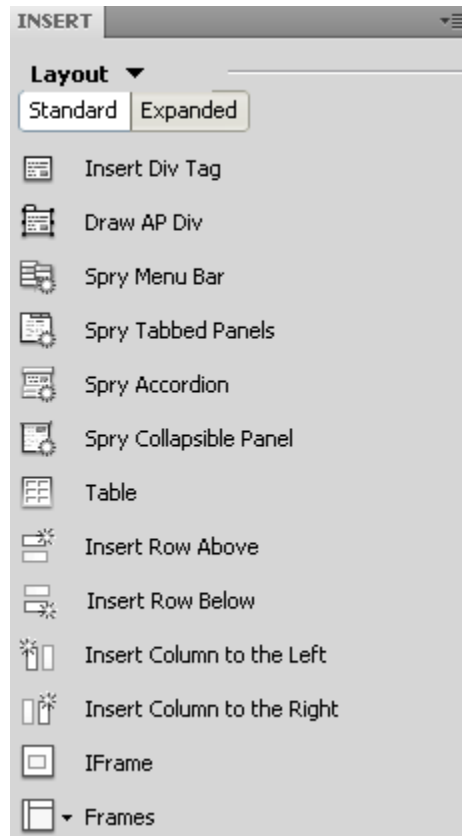 INSERT
Layout
Standard Expanded
Insert Div Tag
Draw AP Div
Spry Menu Bar
Spry Tabbed Panels
Spry Accordion
Spry Collapsible Panel
Table
Insert Row Above
Insert Row Below
Insert Column to the Left
Insert Column to the Right
IFrame
Frames